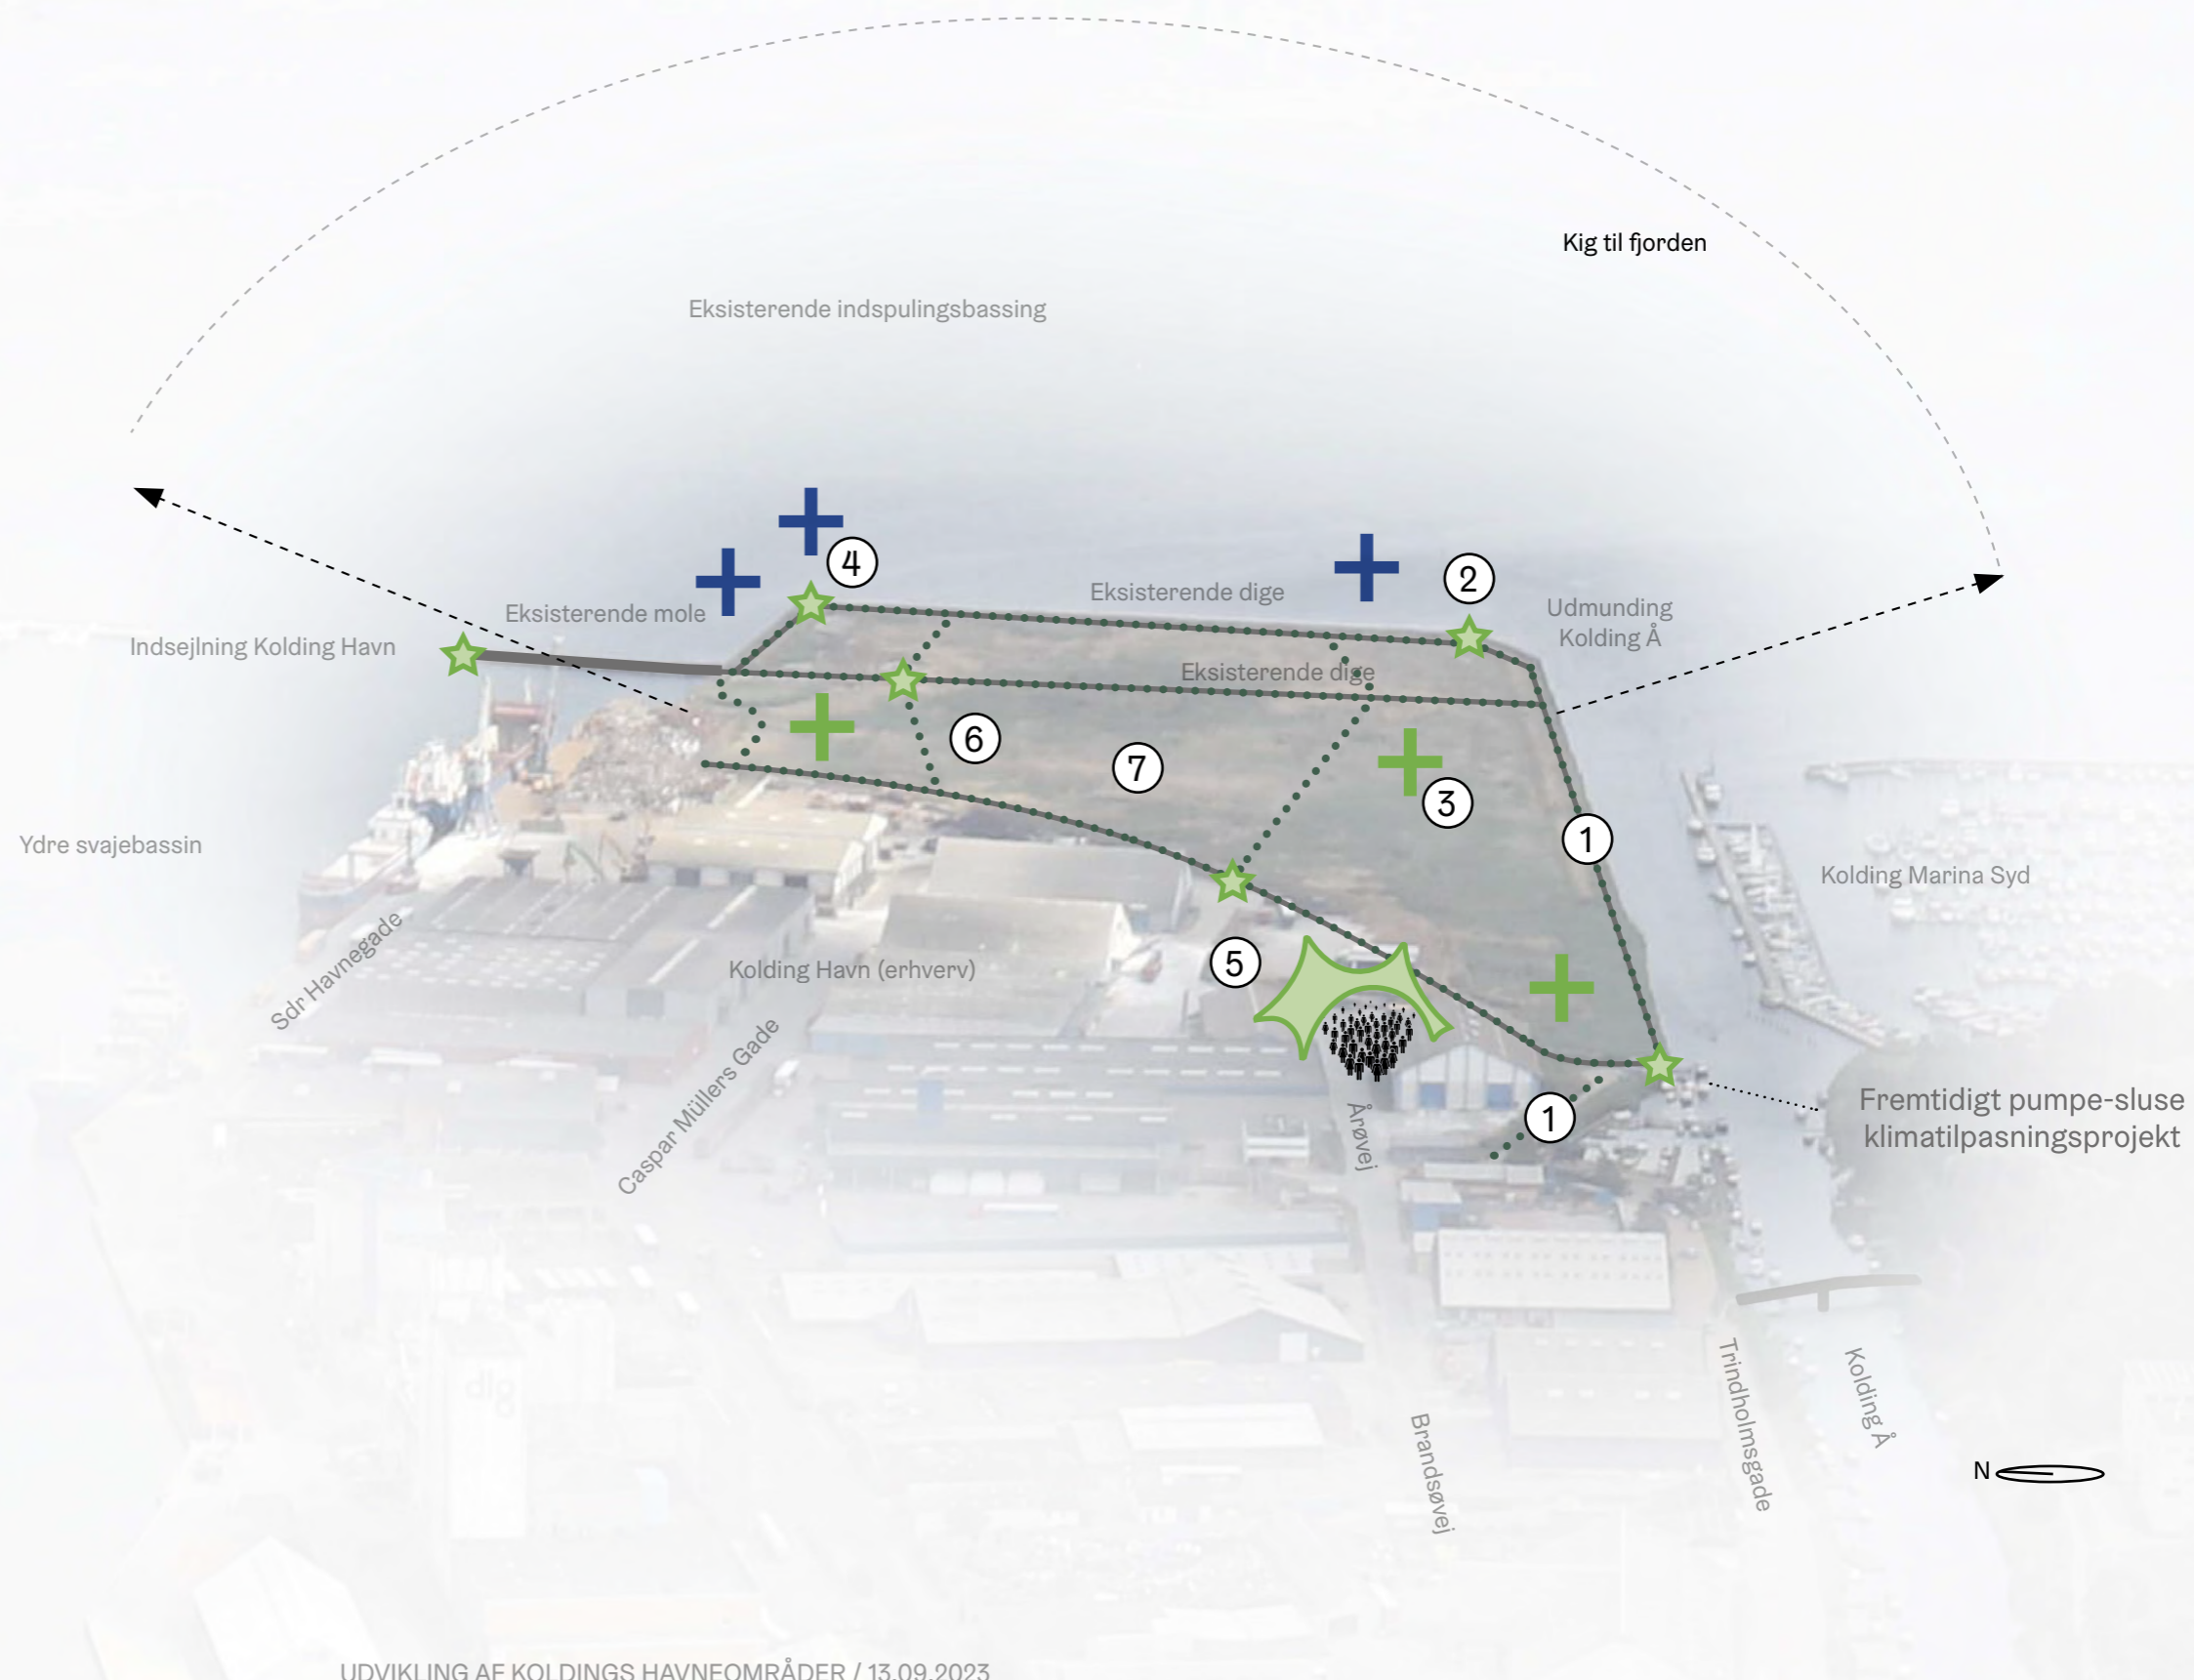 Kig til fjorden
Eksisterende indspulingsbassing
4
2
Eksisterende dige
Eksisterende mole
Udmunding
Kolding Å
Indsejlning Kolding Havn
Eksisterende dige
6
7
3
1
Ydre svajebassin
Kolding Marina Syd
Sdr Havnegade
Kolding Havn (erhverv)
5
Caspar Müllers Gade
Årøvej
1
Fremtidigt pumpe-sluse
klimatilpasningsprojekt
dlg
Trindholmsgade
Kolding Å
Brandsøvej
N
UDVIKLING AF KOLDINGS HAVNEOMRÅDER / 13.09.2023